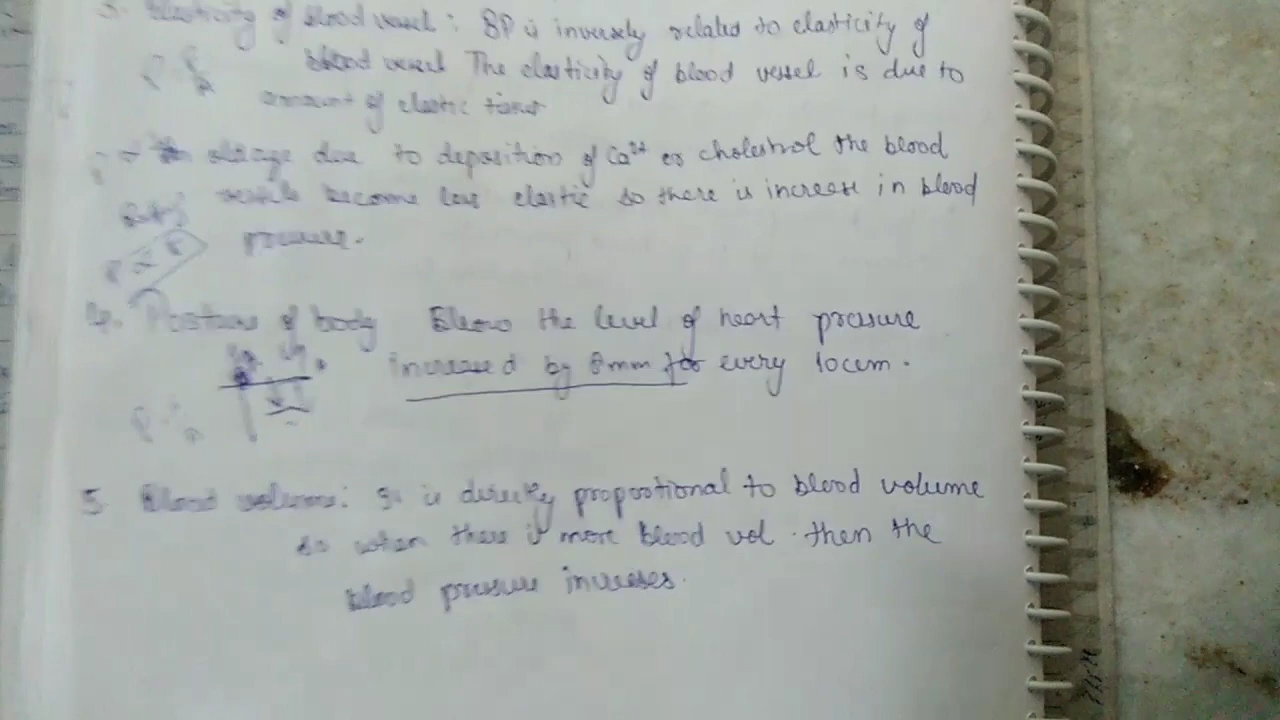 3. Elasticity of blood vessel : BP is inversely related to elasticity of
blood vessel The elasticity of blood vessel is due to
amount of elastic tissue
oldage due to deposition of Ca²⁺ or cholestrol the blood
become less elastic so there is increase in blood
pressure.
4. Posture of body Below the level of heart pressure
increased by 8mm for every 10cm.
5. Blood volume : It is directly proportional to blood volume
so when there is more blood vol. then the
blood pressure increses.